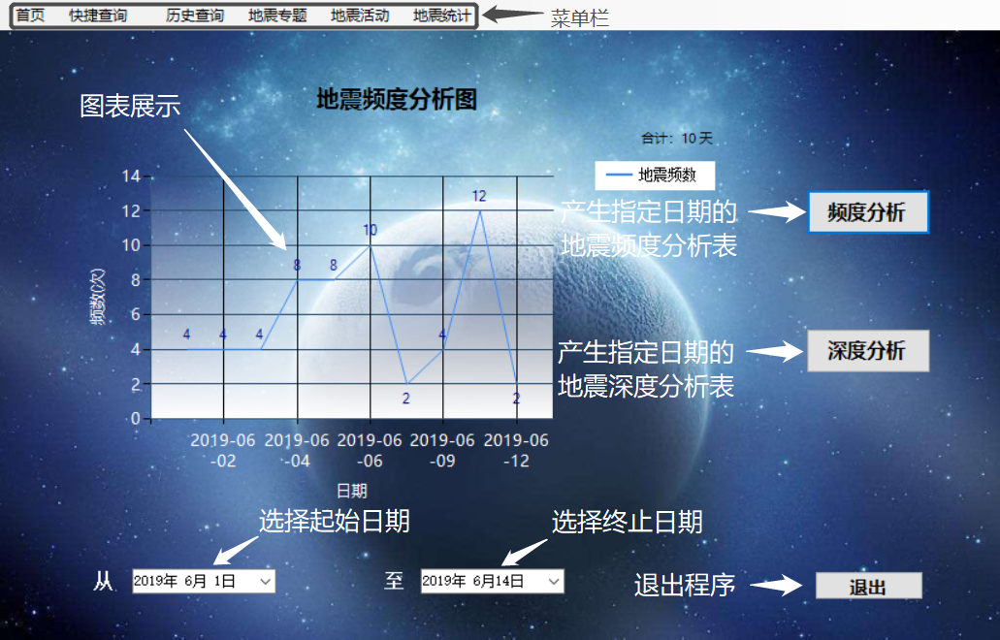 首页 快捷查询 历史查询 地震专题 地震活动 地震统计 菜单栏
图表展示
地震频度分析图
合计：10 天
地震频数
产生指定日期的
地震频度分析表
频度分析
产生指定日期的
地震深度分析表
深度分析
频数(次)
14
12
10
8
6
4
2
0
4 4 4 8 8 10 2 4 12 2
2019-06 2019-06 2019-06 2019-06 2019-06
-02 -04 -06 -09 -12
日期
选择起始日期 选择终止日期
从 2019年 6月 1日 至 2019年 6月14日 退出程序 退出